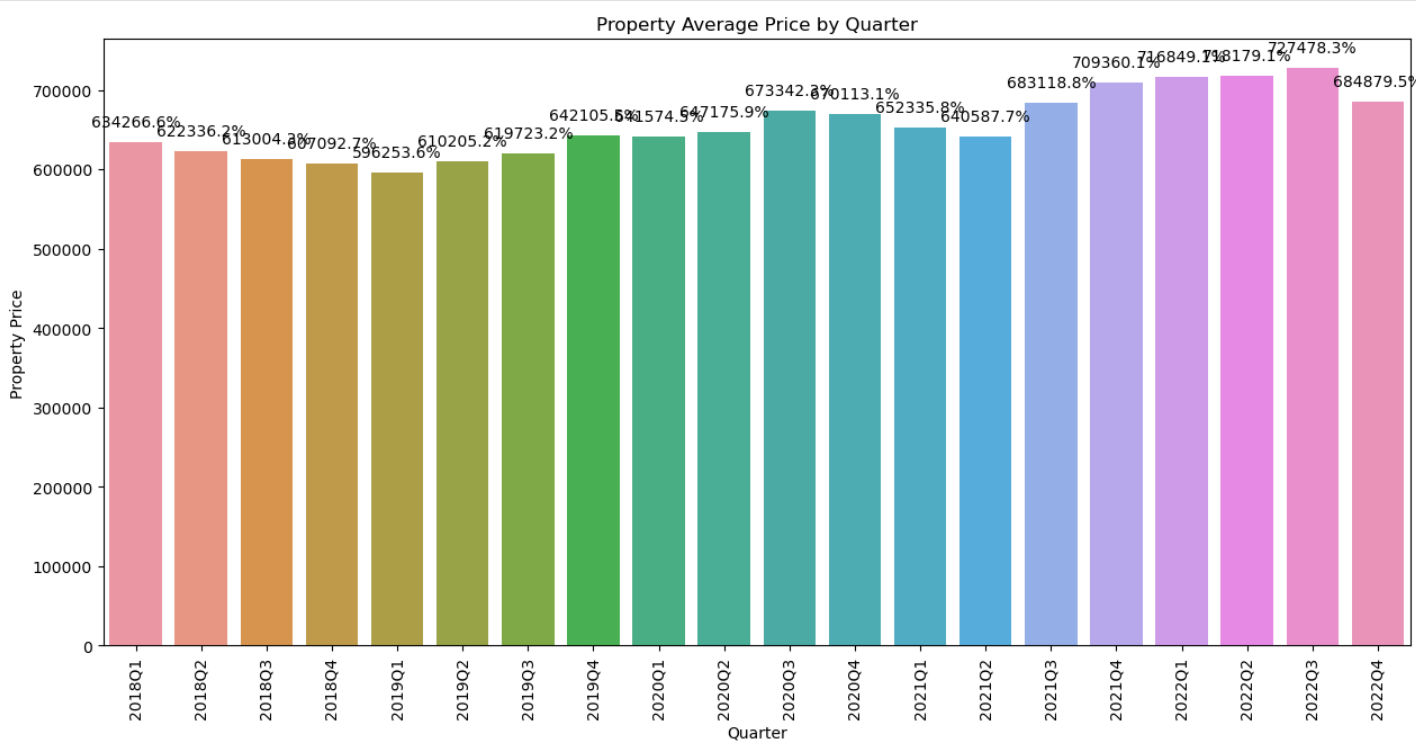 Property Average Price by Quarter
727478.3%
716849.1%
718179.1%
709360.1%
684879.5%
683118.8%
673342.3%
670113.1%
652335.8%
647175.9%
640587.7%
642105.5%
641574.5%
634266.6%
622336.2%
619723.2%
613004.2%
610205.2%
607092.7%
596253.6%
700000
600000
500000
400000
300000
200000
100000
0
Property Price
2018Q1
2018Q2
2018Q3
2018Q4
2019Q1
2019Q2
2019Q3
2019Q4
2020Q1
2020Q2
2020Q3
2020Q4
2021Q1
2021Q2
2021Q3
2021Q4
2022Q1
2022Q2
2022Q3
2022Q4
Quarter